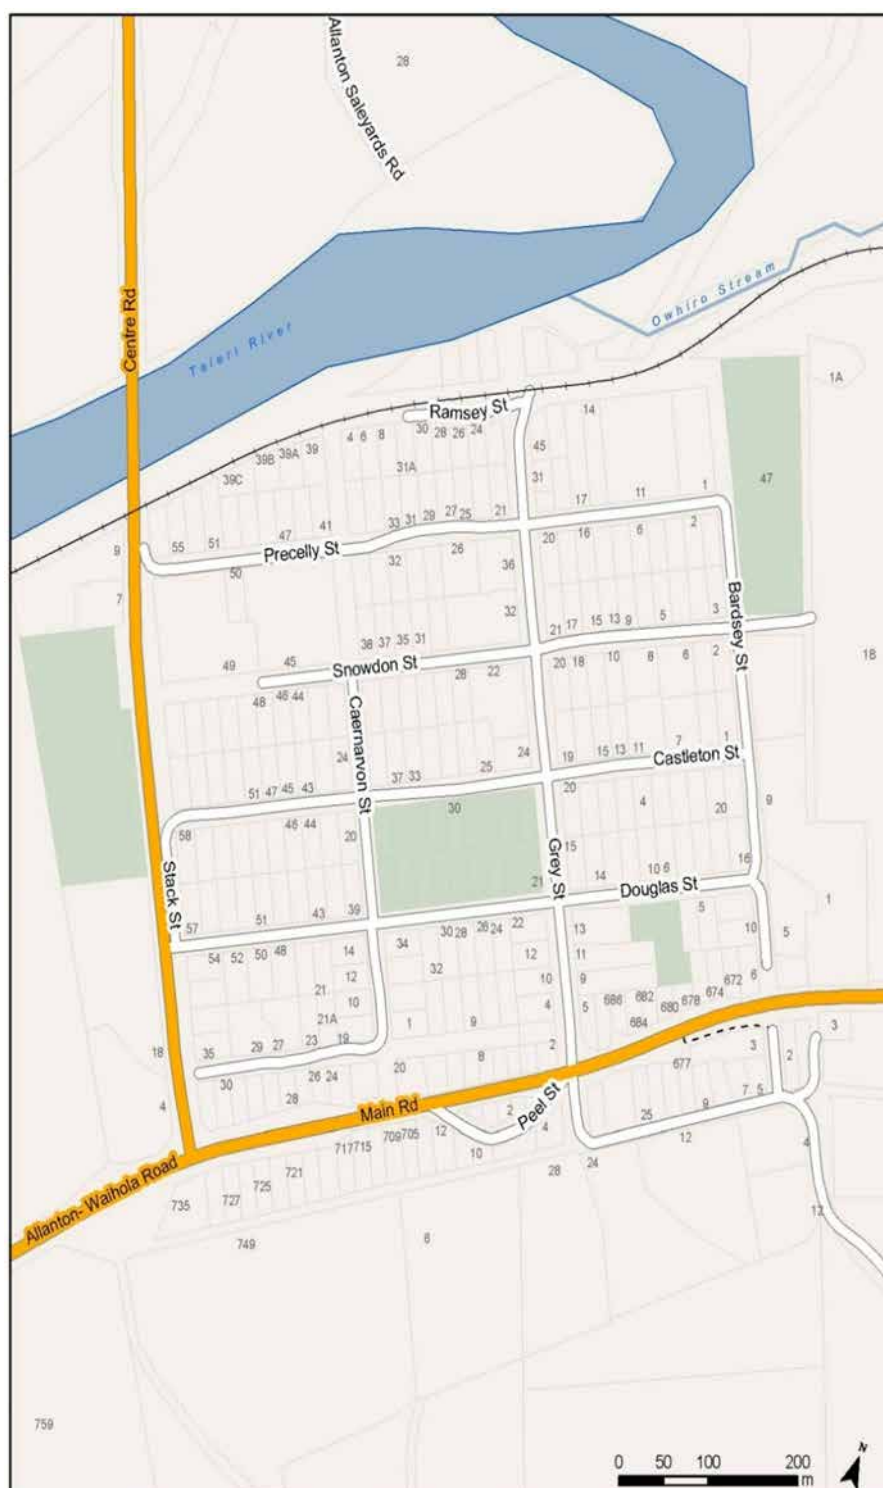 28
Allanton Saleyards Rd
Centre Rd
Taieri River
Owhiro Stream
1A
47
Ramsey St
14
4 6 8
30 28 26 24
39C 39B 39A 39
31A
45
31
55 51 47 41
33 31 29 27 25 21
17 11 1
Precelly St
9
7
50
32 26
20 16 6 2
36
32
Bardsey St
49 45
38 37 35 31
21 17 15 13 9 5 3
Snowdon St
48 46 44
28 22
20 18 10 8 6 2
18
Caernarvon St
24
24
51 47 45 43
37 33 25
19 15 13 11 7 1
Castleton St
58
46 44
30
20
4
20
9
20
15
Stack St
Grey St
57 51 43 39
21
14 10 6 16
Douglas St
54 52 50 48
14
34
30 28 26 24 22
13
5
10
1
12
32
12
11
5
21
10
10
9
6
21A
4
5
686 682 678 674 672
684 680
35 29 27 23 19
1 9 2
3
18
30 28 26 24
20 8
677
3 2
4
Main Rd
Peel St
2
4
12
10
25 9 7 5
12
4
717 715 709 705
28 24
Allanton- Waihola Road
735 727 725 721
749
6
12
759
0 50 100 200
m
N